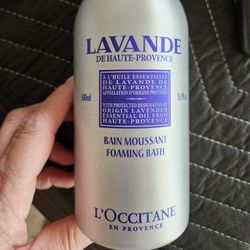 LAVANDE
DE HAUTE-PROVENCE
À L'HUILE ESSENTIELLE
DE LAVANDE DE
HAUTE-PROVENCE
APPELLATION D'ORIGINE PROTÉGÉE
WITH PROTECTED DESIGNATION OF
ORIGIN LAVENDER
ESSENTIAL OIL FROM
HAUTE-PROVENCE
500ml
BAIN MOUSSANT
FOAMING BATH
L'OCCITANE
EN PROVENCE